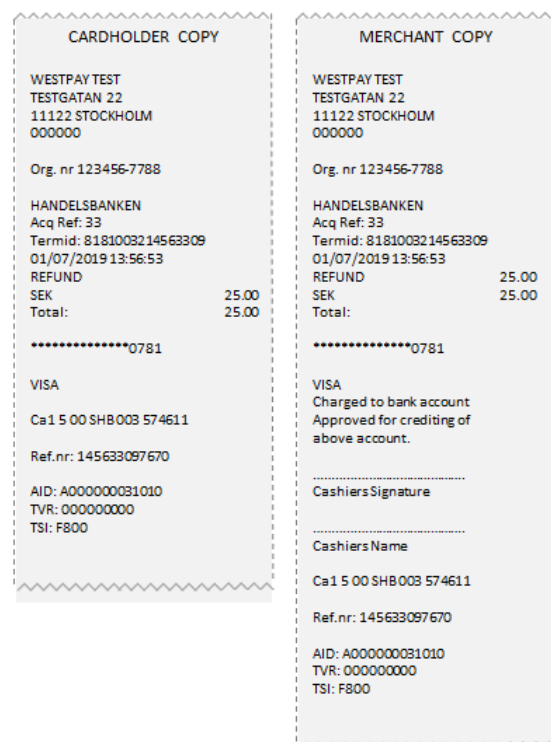 CARDHOLDER COPY
WESTPAY TEST
TESTGATAN 22
11122 STOCKHOLM
000000
Org. nr 123456-7788
HANDELSBANKEN
Acq Ref: 33
Termid: 8181003214563309
01/07/2019 13:56:53
REFUND
SEK 25.00
Total: 25.00
**************0781
VISA
Ca1 5 00 SHB 003 574611
Ref.nr: 145633097670
AID: A000000031010
TVR: 000000000
TSI: F800
MERCHANT COPY
WESTPAY TEST
TESTGATAN 22
11122 STOCKHOLM
000000
Org. nr 123456-7788
HANDELSBANKEN
Acq Ref: 33
Termid: 8181003214563309
01/07/2019 13:56:53
REFUND 25.00
SEK 25.00
Total:
**************0781
VISA
Charged to bank account
Approved for crediting of
above account.
Cashiers Signature
Cashiers Name
Ca1 5 00 SHB 003 574611
Ref.nr: 145633097670
AID: A000000031010
TVR: 000000000
TSI: F800